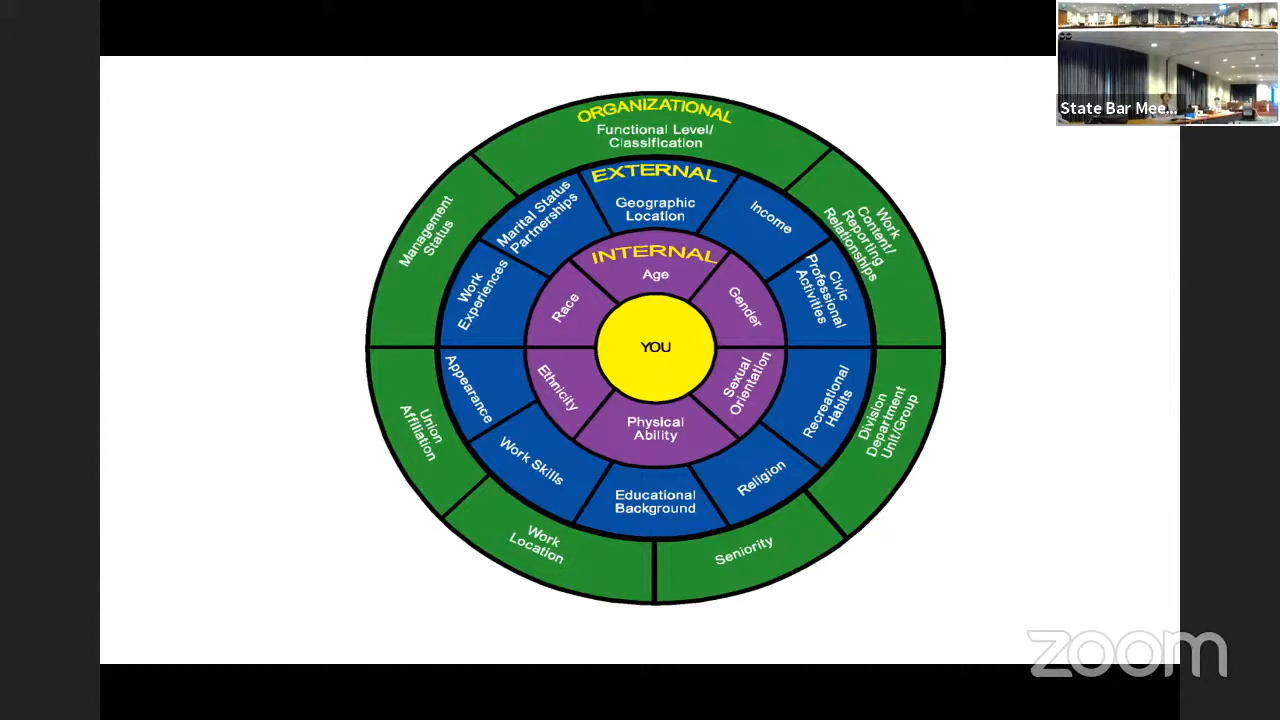 State Bar Mee...
ORGANIZATIONAL
Functional Level/
Classification
Management
Status
Work
Content/
Reporting
Relationships
EXTERNAL
Geographic
Location
Marital Status
Partnerships
Income
Work
Experiences
Civic
Professional
Activities
INTERNAL
Age
Race
Gender
YOU
Ethnicity
Sexual
Orientation
Physical
Ability
Appearance
Recreational
Habits
Union
Affiliation
Division
Department
Unit/Group
Work Skills
Religion
Educational
Background
Work
Location
Seniority
zoom